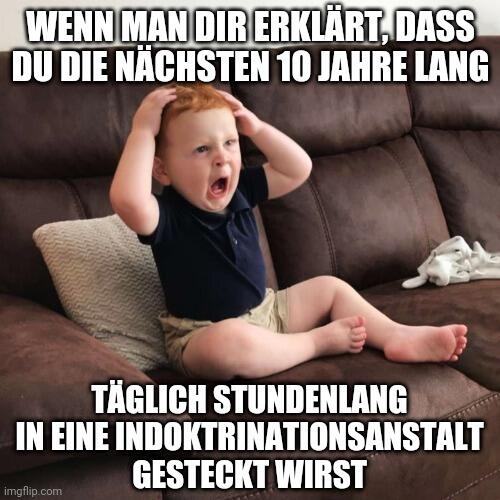 WENN MAN DIR ERKLÄRT, DASS
DU DIE NÄCHSTEN 10 JAHRE LANG
TÄGLICH STUNDENLANG
IN EINE INDOKTRINATIONSANSTALT
GESTECKT WIRST
imgflip.com